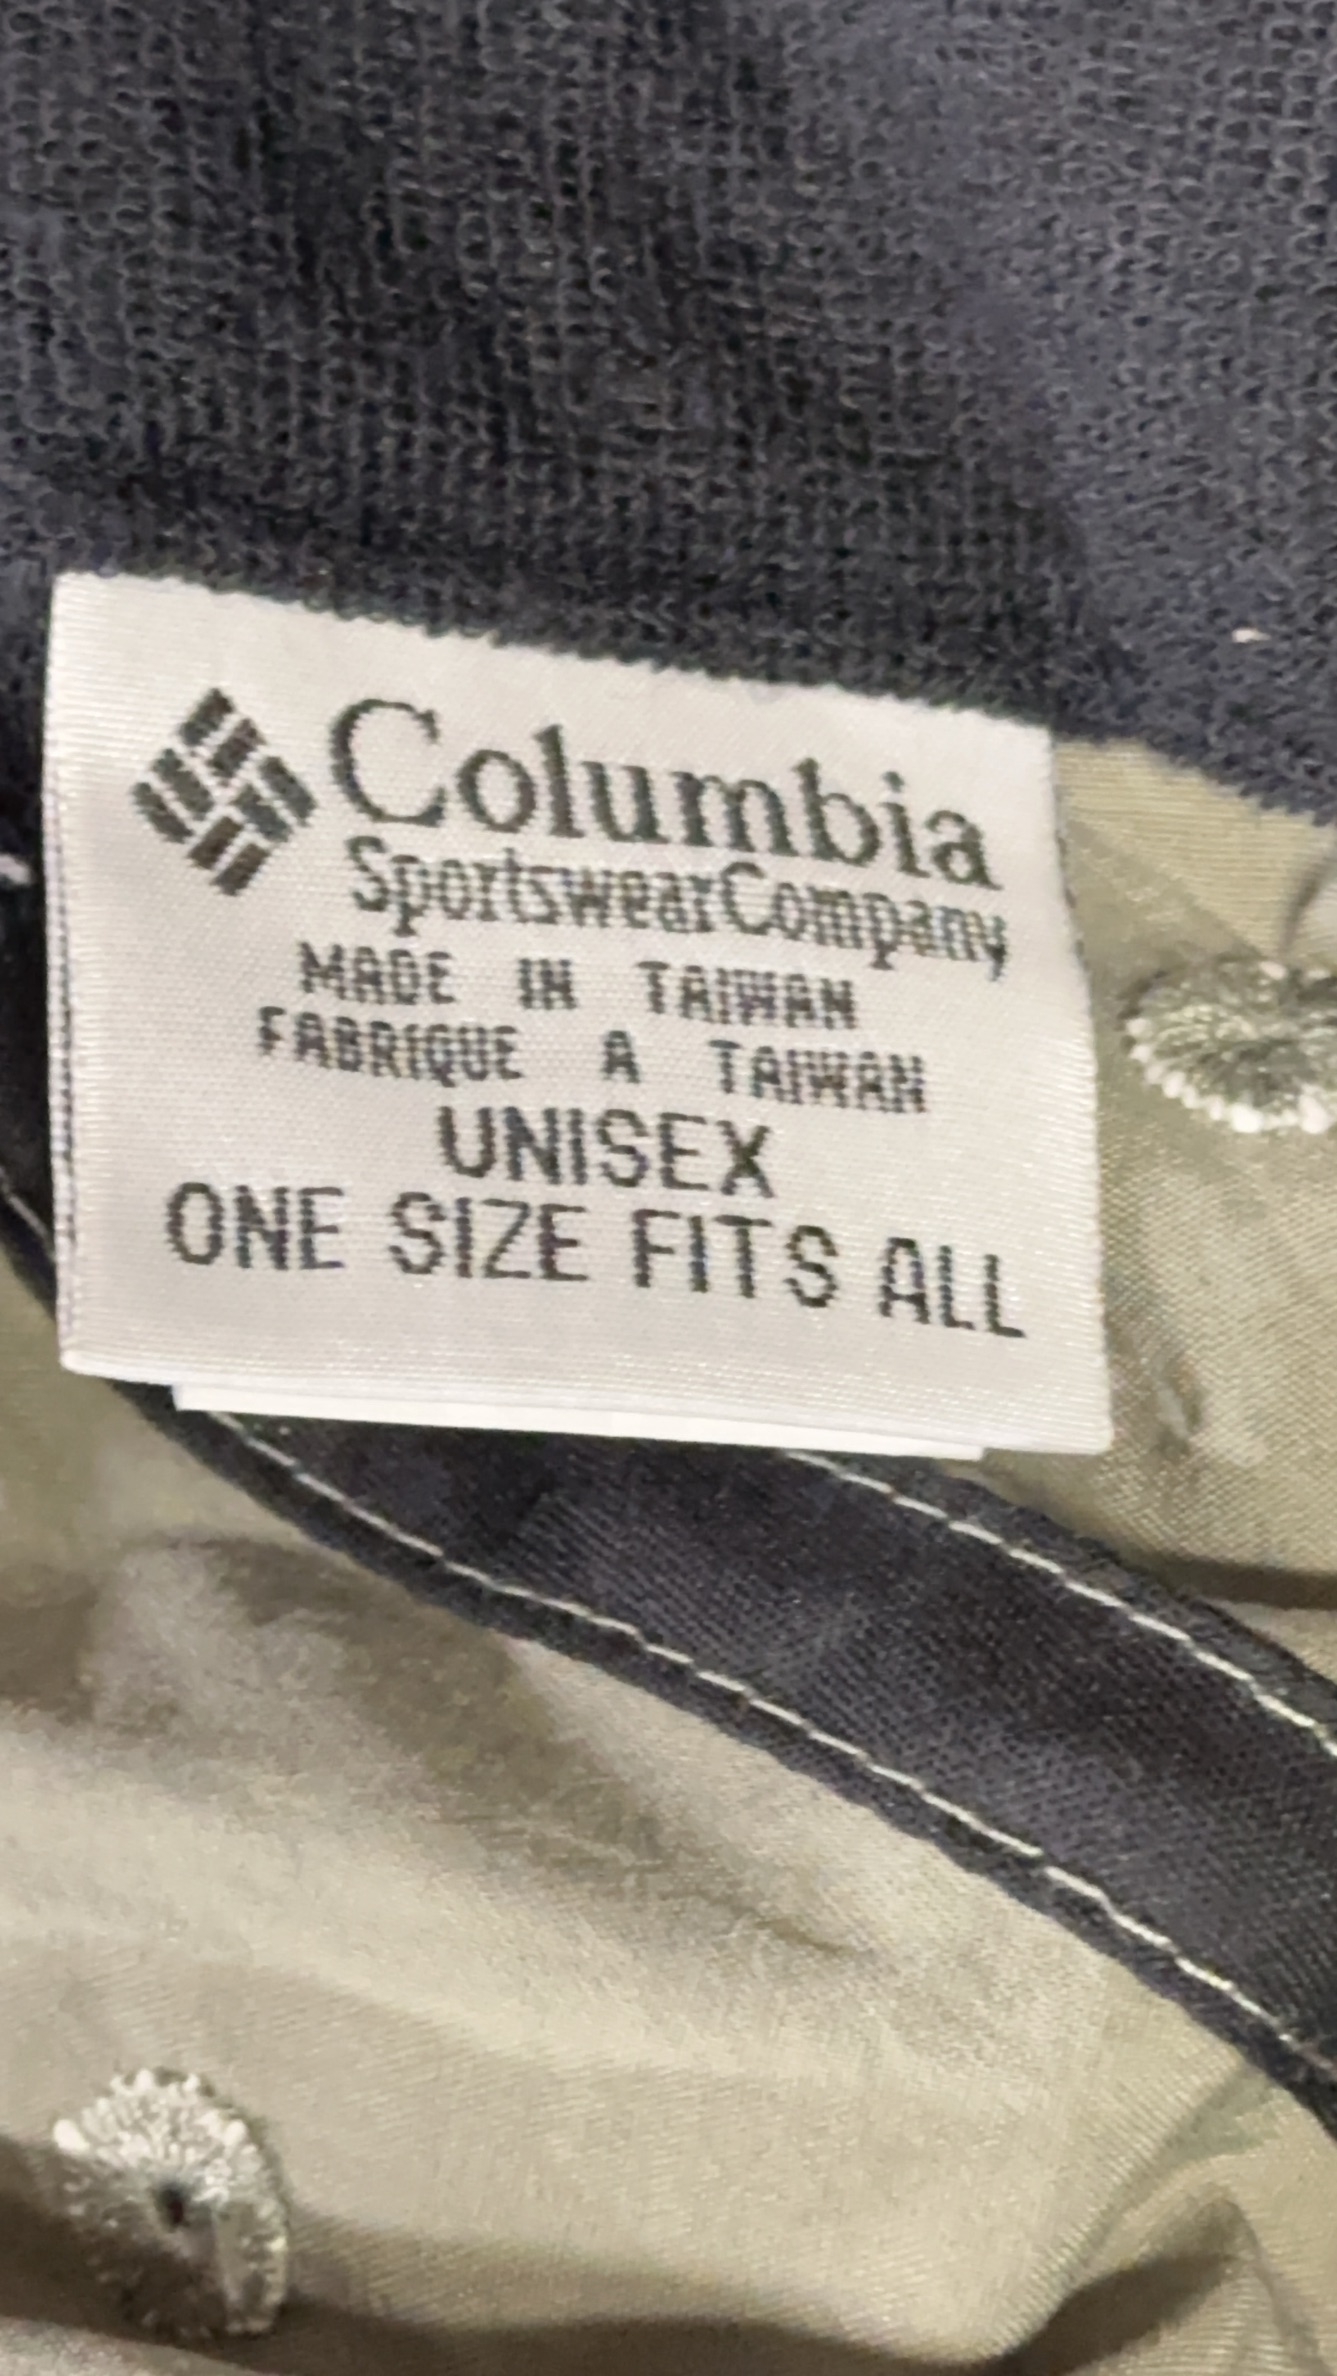 Columbia
SportswearCompany
MADE IN TAIWAN
FABRIQUE A TAIWAN
UNISEX
ONE SIZE FITS ALL